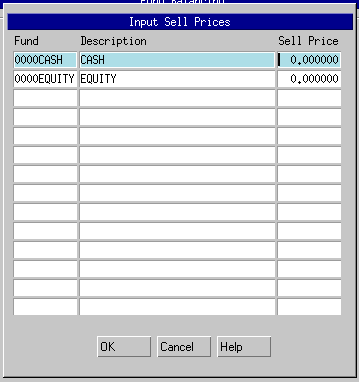 Fund Balancing
Input Sell Prices
Fund Description Sell Price
0000CASH CASH 0.000000
0000EQUITY EQUITY 0.000000
OK Cancel Help